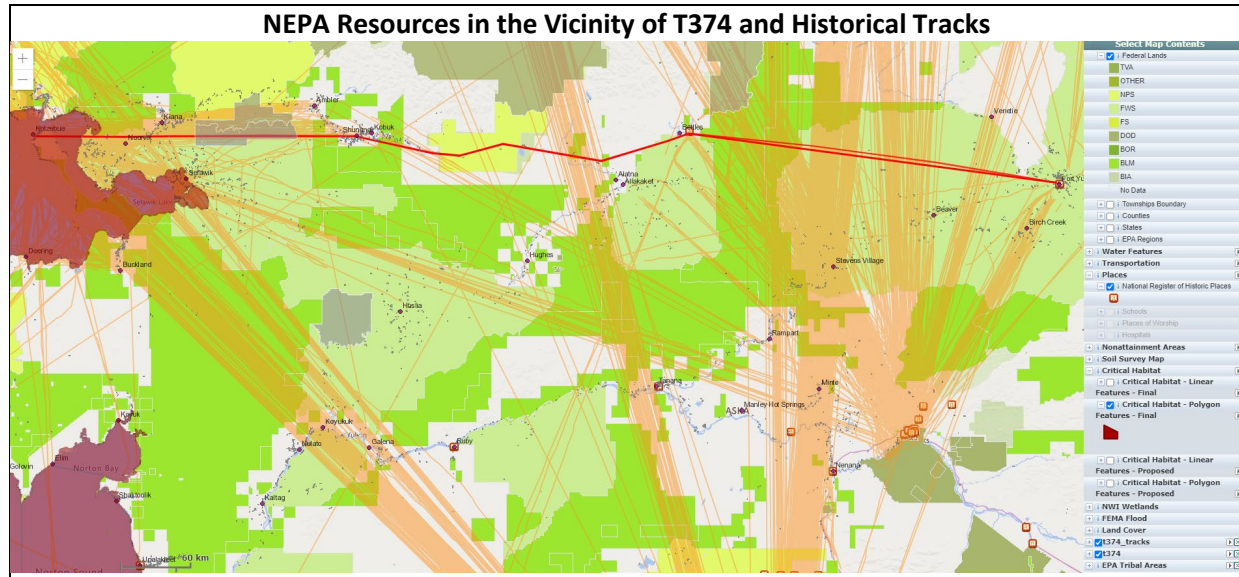 NEPA Resources in the Vicinity of T374 and Historical Tracks
Select Map Contents
Federal Lands
TVA
OTHER
NPS
FWS
FS
DOD
BOR
BLM
BIA
No Data
Townships Boundary
Counties
States
EPA Regions
Water Features
Transportation
Places
National Register of Historic Places
Schools
Places of Worship
Hospitals
Nonattainment Areas
Soil Survey Map
Critical Habitat
Critical Habitat - Linear
Features - Final
Critical Habitat - Polygon
Features - Final
Critical Habitat - Linear
Features - Proposed
Critical Habitat - Polygon
Features - Proposed
NWI Wetlands
FEMA Flood
Land Cover
t374_tracks
t374
EPA Tribal Areas
Ambler
Kiana
Kotzebue
Noorvik
Shungnak
Kobuk
Bettles
Venetie
Selawik
Selawik Lake
Alatna
Allakaket
Beaver
Birch Creek
Deering
Buckland
Hughes
Stevens Village
Huslia
Rampart
Tanana
Minto
Manley Hot Springs
Koyuk
Koyukuk
Nulato
Galena
Ruby
Nenana
Golovin
Elim
Norton Bay
Kaltag
Shaktoolik
Unalakleet
60 km
Norton Sound